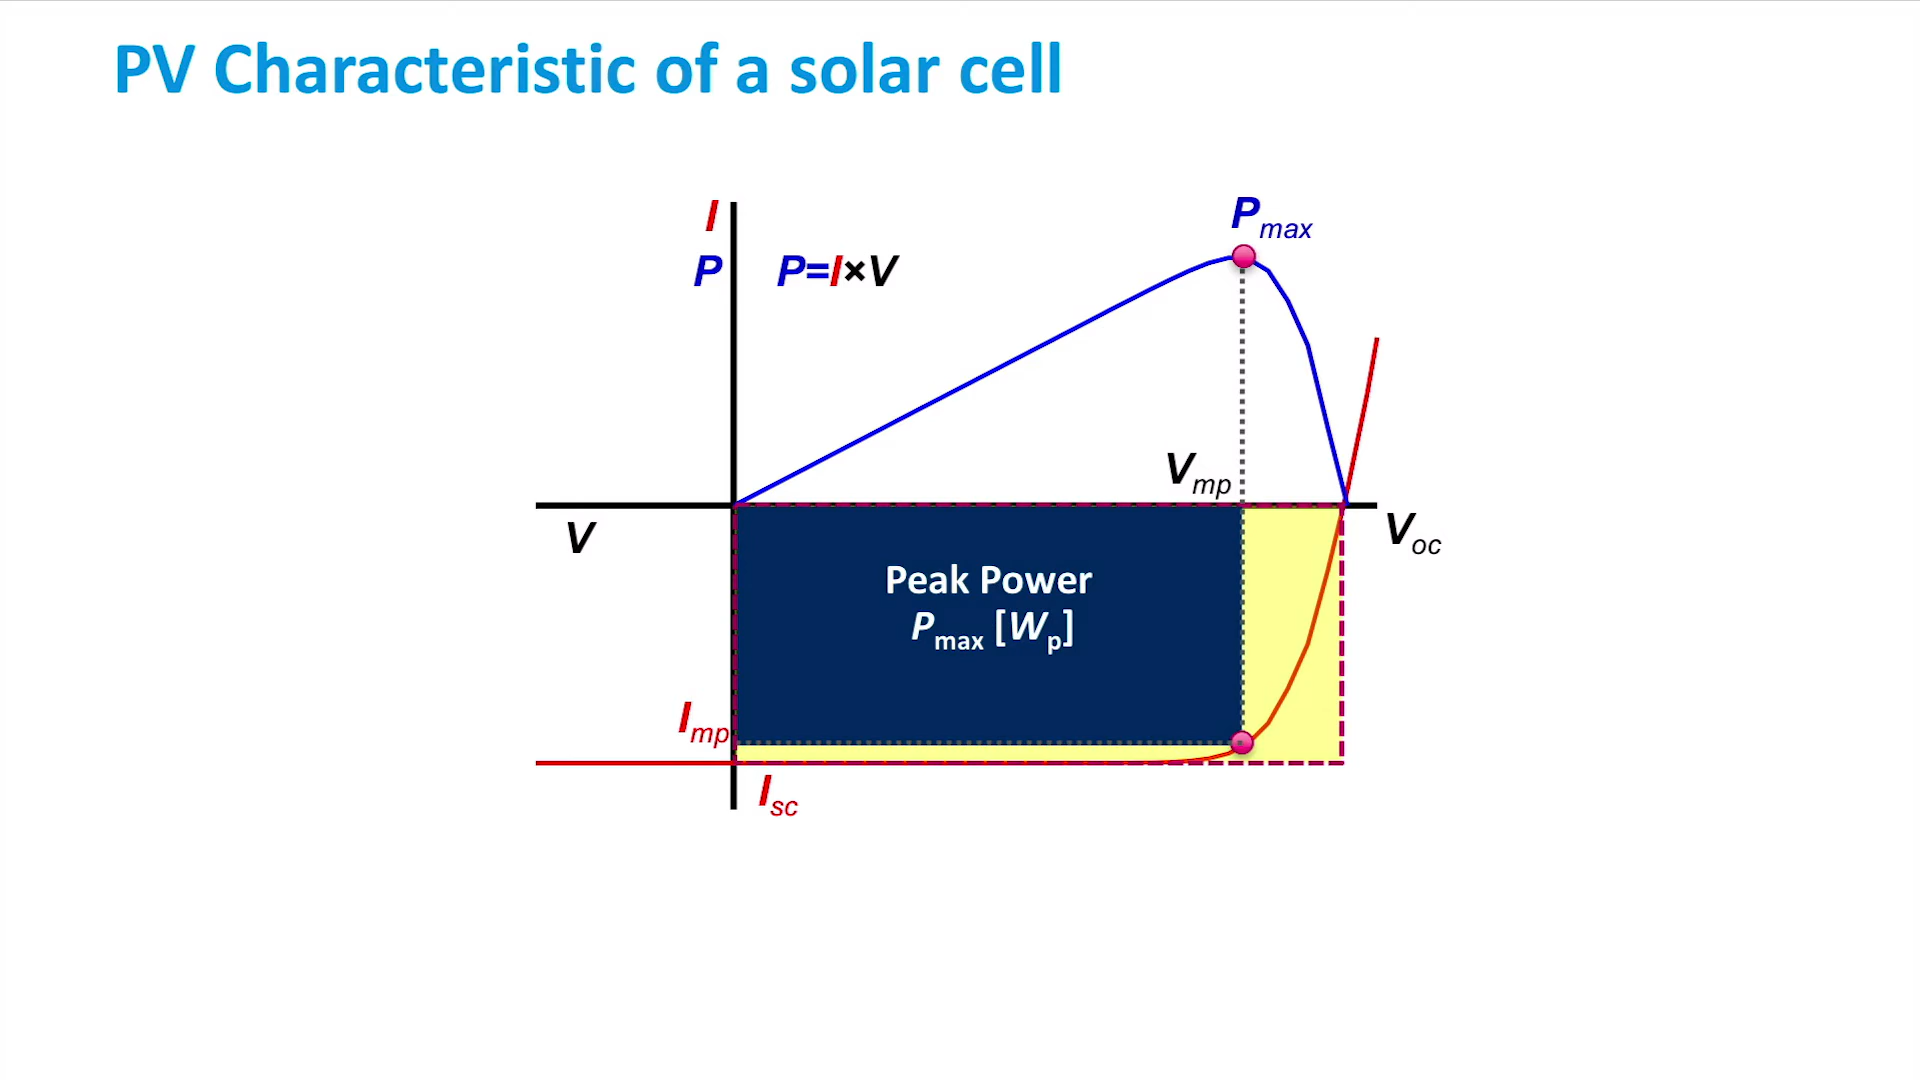 PV Characteristic of a solar cell
I
P
P=I×V
Pmax
Vmp
V
Voc
Peak Power
Pmax [Wp]
Imp
Isc